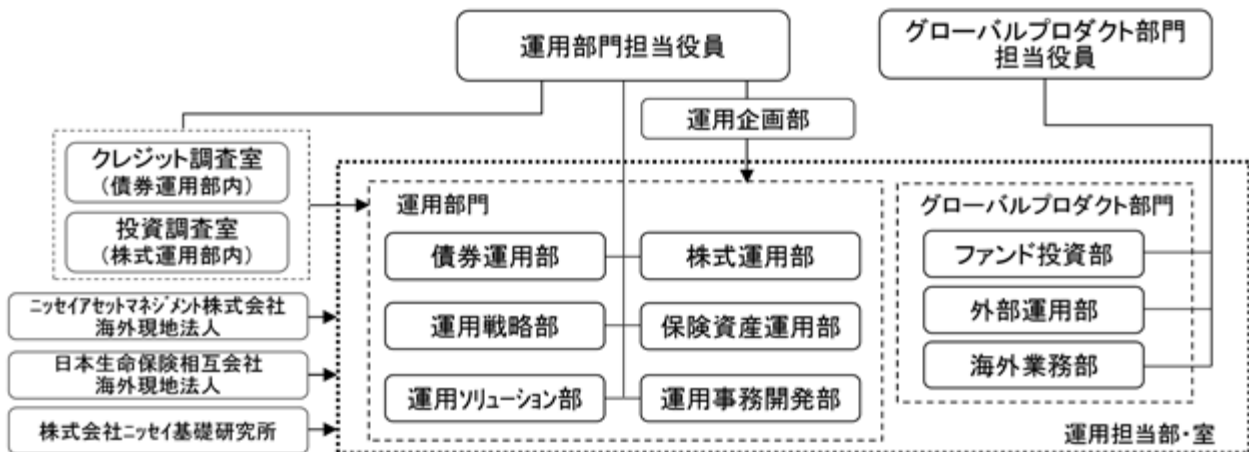 運用部門担当役員
グローバルプロダクト部門
担当役員
運用企画部
クレジット調査室
(債券運用部内)
投資調査室
(株式運用部内)
運用部門
債券運用部
株式運用部
運用戦略部
保険資産運用部
運用ソリューション部
運用事務開発部
グローバルプロダクト部門
ファンド投資部
外部運用部
海外業務部
ニッセイアセットマネジメント株式会社
海外現地法人
日本生命保険相互会社
海外現地法人
株式会社ニッセイ基礎研究所
運用担当部・室